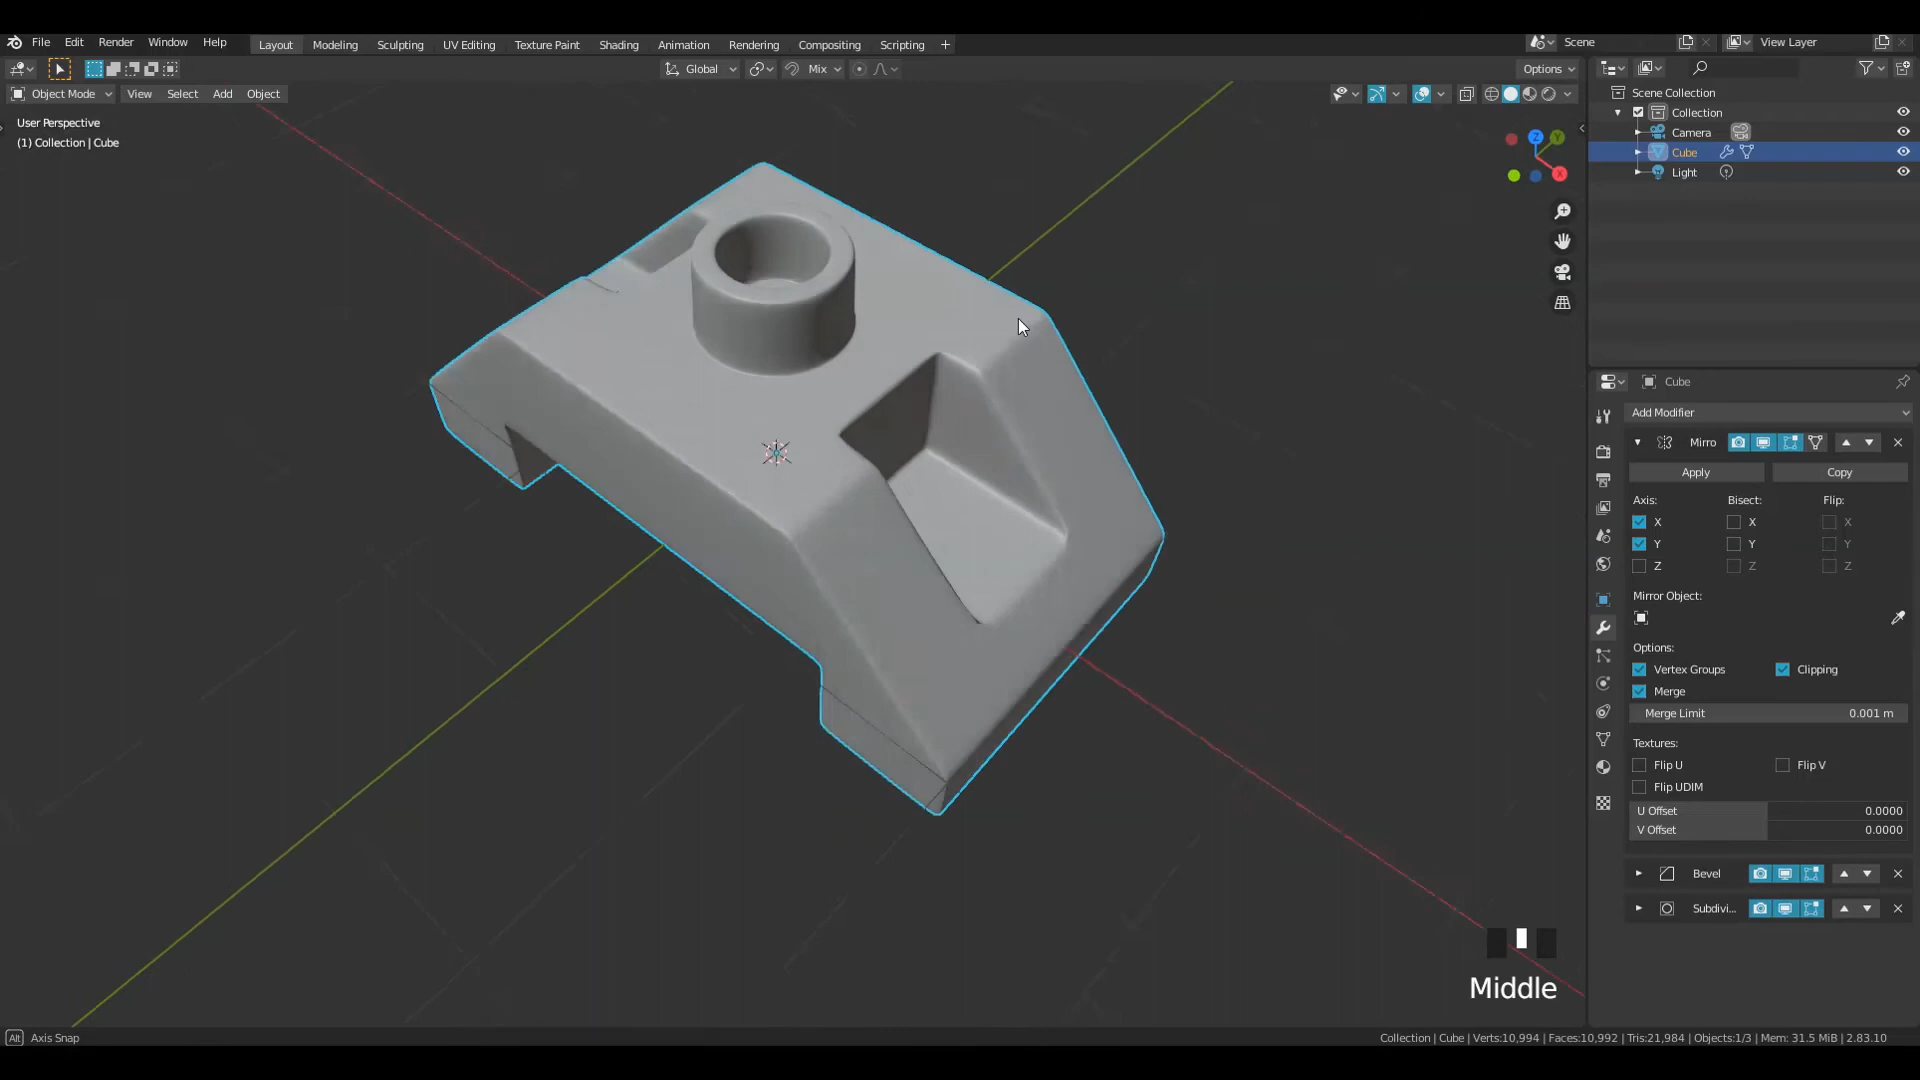 File Edit Render Window Help Layout Modeling Sculpting UV Editing Texture Paint Shading Animation Rendering Compositing Scripting + Scene View Layer
Global Mix Options
Object Mode View Select Add Object
User Perspective
(1) Collection | Cube
Z Y X
Scene Collection
Collection
Camera
Cube
Light
Cube
Add Modifier
Mirro
Apply Copy
Axis: Bisect: Flip:
X X X
Y Y Y
Z Z Z
Mirror Object:
Options:
Vertex Groups Clipping
Merge
Merge Limit 0.001 m
Textures:
Flip U Flip V
Flip UDIM
U Offset 0.0000
V Offset 0.0000
Bevel
Subdivi...
Middle
Alt Axis Snap
Collection | Cube | Verts:10,994 | Faces:10,992 | Tris:21,984 | Objects:1/3 | Mem: 31.5 MiB | 2.83.10